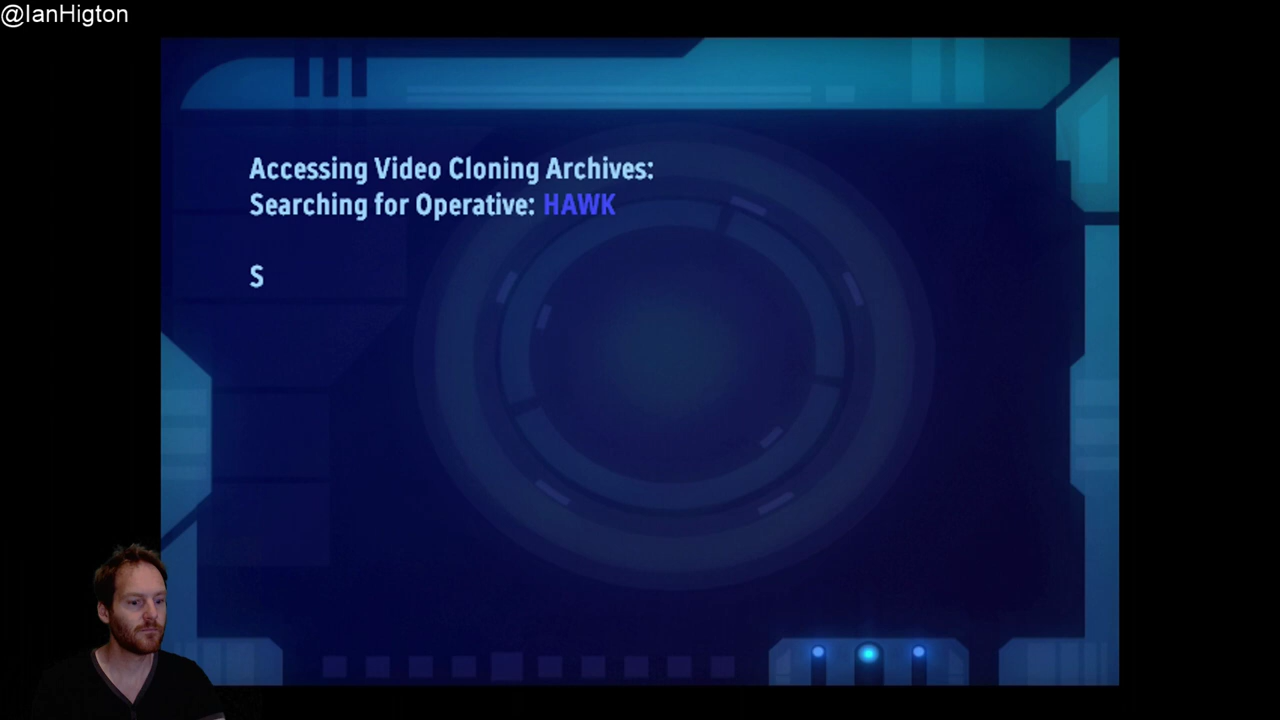 @IanHigton
Accessing Video Cloning Archives:
Searching for Operative: HAWK
S